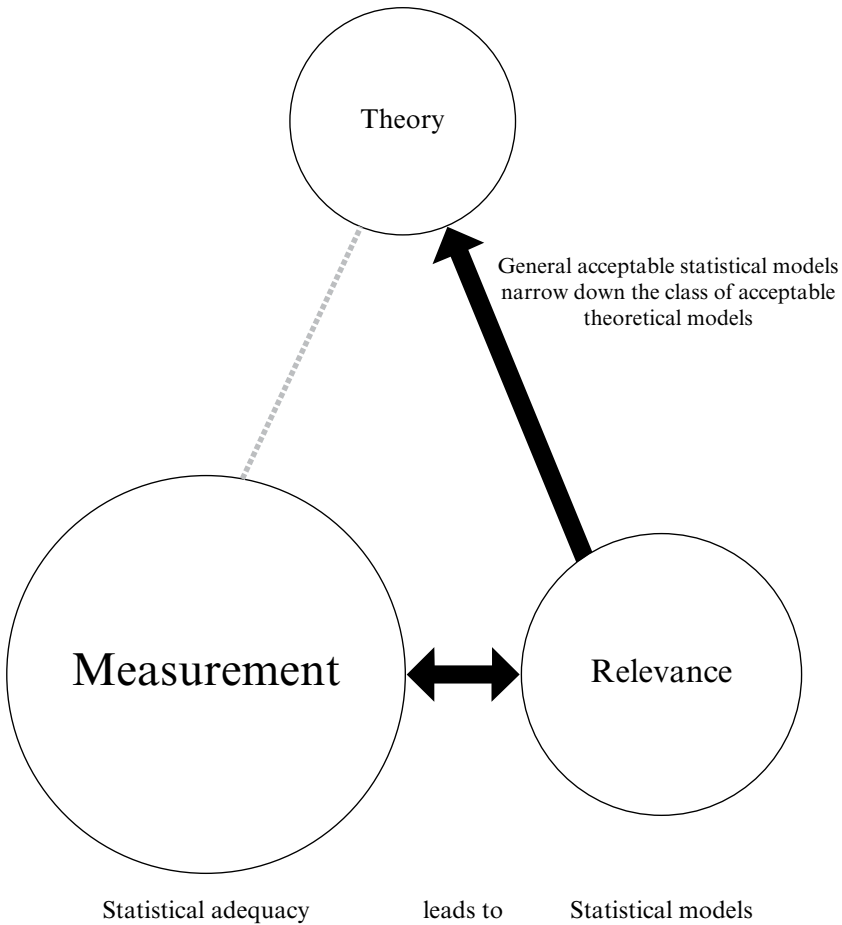 Theory
General acceptable statistical models
narrow down the class of acceptable
theoretical models
Measurement
Relevance
Statistical adequacy leads to Statistical models